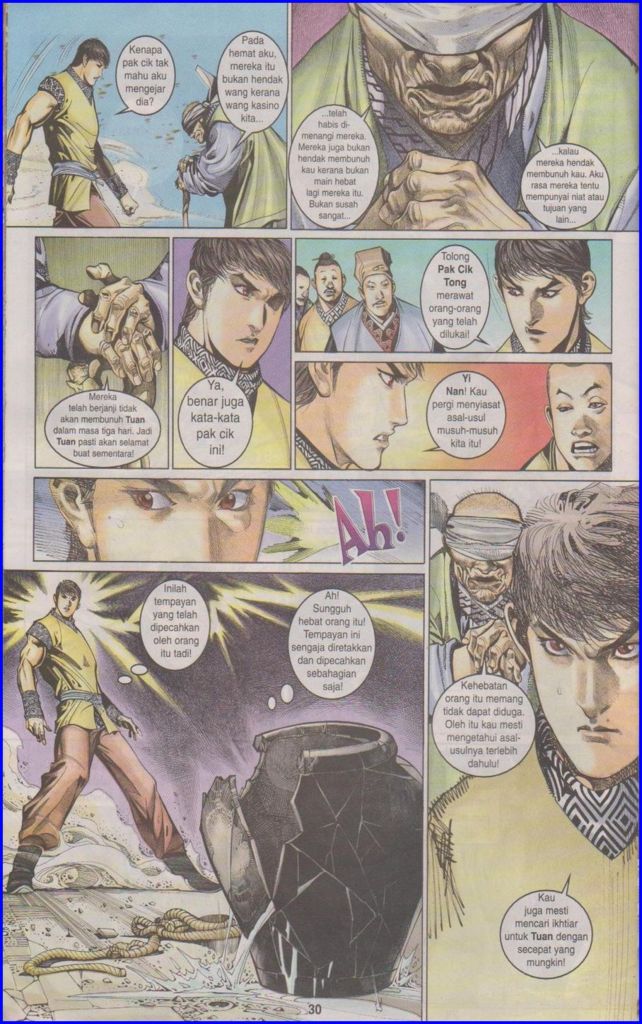 Kenapa
pak cik tak
mahu aku
mengejar
dia?
Pada
hemat aku,
mereka itu
bukan hendak
wang kerana
wang kasino
kita...
...telah
habis di-
menangi mereka.
Mereka juga bukan
hendak membunuh
kau kerana bukan
main hebat
lagi mereka itu.
Bukan susah
sangat...
...kalau
mereka hendak
membunuh kau. Aku
rasa mereka tentu
mempunyai niat atau
tujuan yang
lain...
Mereka
telah berjanji tidak
akan membunuh Tuan
dalam masa tiga hari. Jadi
Tuan pasti akan selamat
buat sementara!
Ya,
benar juga
kata-kata
pak cik
ini!
Tolong
Pak Cik
Tong
merawat
orang-orang
yang telah
dilukai!
Yi
Nan! Kau
pergi menyiasat
asal-usul
musuh-musuh
kita itu!
Ah!
Inilah
tempayan
yang telah
dipecahkan
oleh orang
itu tadi!
Ah!
Sungguh
hebat orang itu!
Tempayan ini
sengaja diretakkan
dan dipecahkan
sebahagian
saja!
Kehebatan
orang itu memang
tidak dapat diduga.
Oleh itu kau mesti
mengetahui asal-
usulnya terlebih
dahulu!
Kau
juga mesti
mencari ikhtiar
untuk Tuan dengan
secepat yang
mungkin!
30